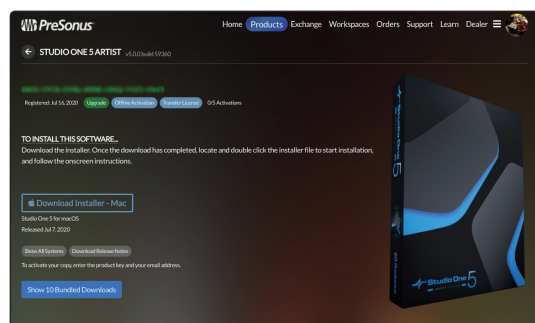 PreSonus
Home Products Exchange Workspaces Orders Support Learn Dealer
STUDIO ONE 5 ARTIST v5.0.0 build 59360
Registered: Jul 16, 2020 Upgrade Offline Activation Transfer License 0/5 Activations
TO INSTALL THIS SOFTWARE...
Download the installer. Once the download has completed, locate and double click the installer file to start installation,
and follow the onscreen instructions.
Download Installer - Mac
Studio One 5 for macOS
Released Jul 7, 2020
Show All Systems Download Release Notes
To activate your copy, enter the product key and your email address.
Show 10 Bundled Downloads
Studio One 5
Studio One 5